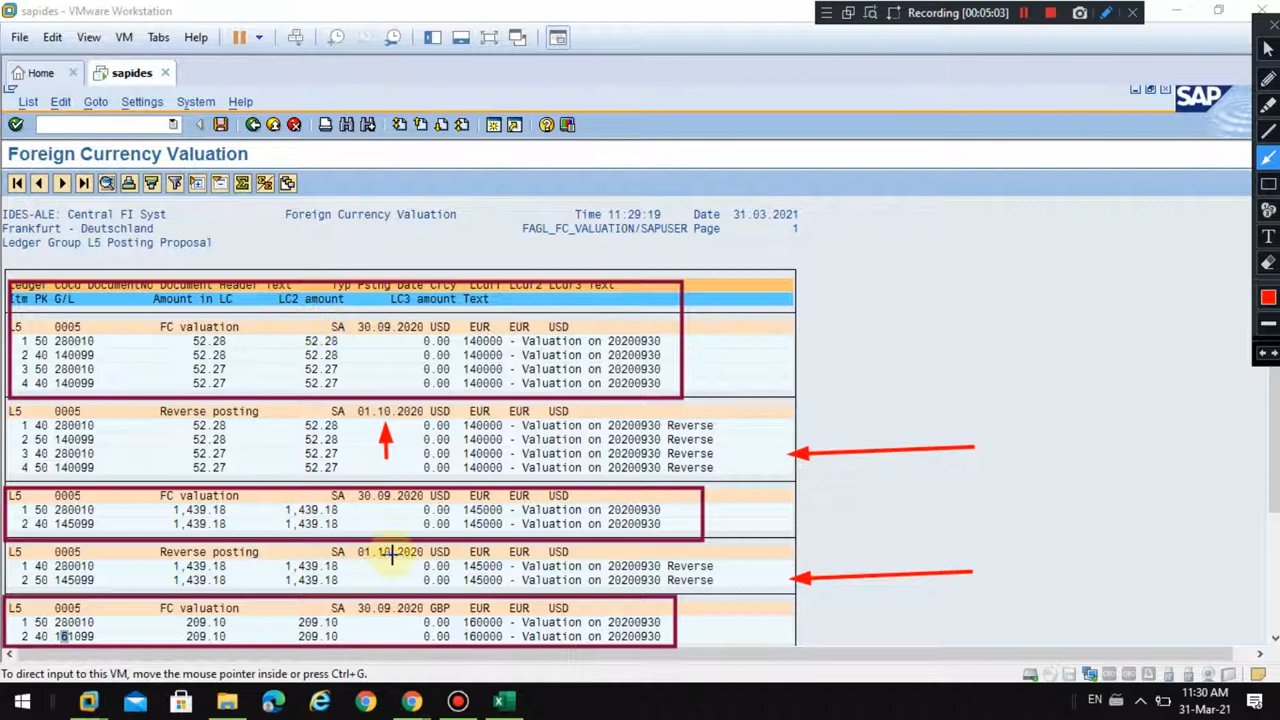 sapides - VMware Workstation
Recording [00:05:03]
File Edit View VM Tabs Help
Home sapides
List Edit Goto Settings System Help
SAP
Foreign Currency Valuation
IDES-ALE: Central FI Syst Foreign Currency Valuation Time 11:29:19 Date 31.03.2021
Frankfurt - Deutschland FAGL_FC_VALUATION/SAPUSER Page 1
Ledger Group L5 Posting Proposal
Ledger CoCd DocumentNo Document Header Text Typ Pstng Date Crcy LCur1 LCur2 LCur3 Text
Itm PK G/L Amount in LC LC2 amount LC3 amount Text
L5 0005 FC valuation SA 30.09.2020 USD EUR EUR USD
1 50 280010 52.28 52.28 0.00 140000 - Valuation on 20200930
2 40 140099 52.28 52.28 0.00 140000 - Valuation on 20200930
3 50 280010 52.27 52.27 0.00 140000 - Valuation on 20200930
4 40 140099 52.27 52.27 0.00 140000 - Valuation on 20200930
L5 0005 Reverse posting SA 01.10.2020 USD EUR EUR USD
1 40 280010 52.28 52.28 0.00 140000 - Valuation on 20200930 Reverse
2 50 140099 52.28 52.28 0.00 140000 - Valuation on 20200930 Reverse
3 40 280010 52.27 52.27 0.00 140000 - Valuation on 20200930 Reverse
4 50 140099 52.27 52.27 0.00 140000 - Valuation on 20200930 Reverse
L5 0005 FC valuation SA 30.09.2020 USD EUR EUR USD
1 50 280010 1,439.18 1,439.18 0.00 145000 - Valuation on 20200930
2 40 145099 1,439.18 1,439.18 0.00 145000 - Valuation on 20200930
L5 0005 Reverse posting SA 01.10.2020 USD EUR EUR USD
1 40 280010 1,439.18 1,439.18 0.00 145000 - Valuation on 20200930 Reverse
2 50 145099 1,439.18 1,439.18 0.00 145000 - Valuation on 20200930 Reverse
L5 0005 FC valuation SA 30.09.2020 GBP EUR EUR USD
1 50 280010 209.10 209.10 0.00 160000 - Valuation on 20200930
2 40 161099 209.10 209.10 0.00 160000 - Valuation on 20200930
To direct input to this VM, move the mouse pointer inside or press Ctrl+G.
EN 11:30 AM
31-Mar-21